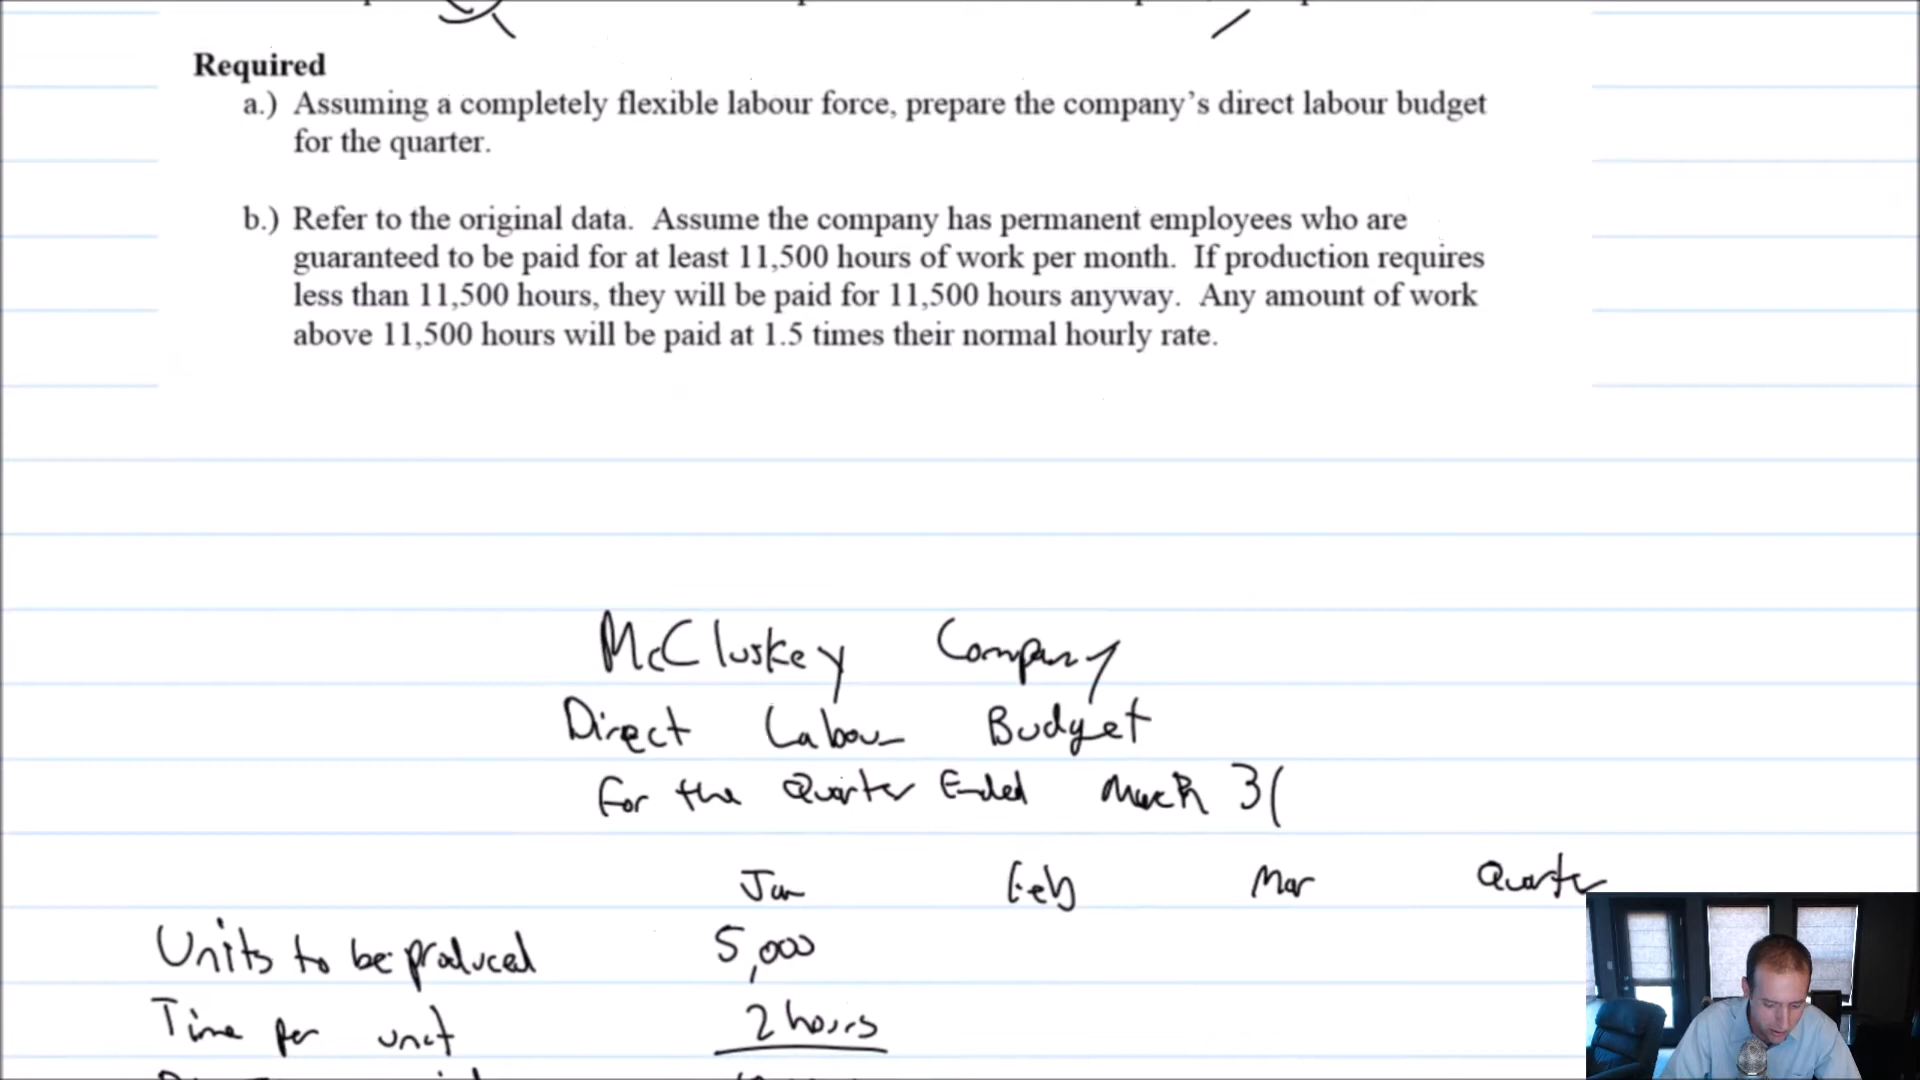 Required
a.) Assuming a completely flexible labour force, prepare the company's direct labour budget
for the quarter.
b.) Refer to the original data. Assume the company has permanent employees who are
guaranteed to be paid for at least 11,500 hours of work per month. If production requires
less than 11,500 hours, they will be paid for 11,500 hours anyway. Any amount of work
above 11,500 hours will be paid at 1.5 times their normal hourly rate.
McCluskey Company
Direct Labour Budget
For the Quarter Ended March 31
Jan Feb Mar Quarter
Units to be produced 5,000
Time per unit 2 hours